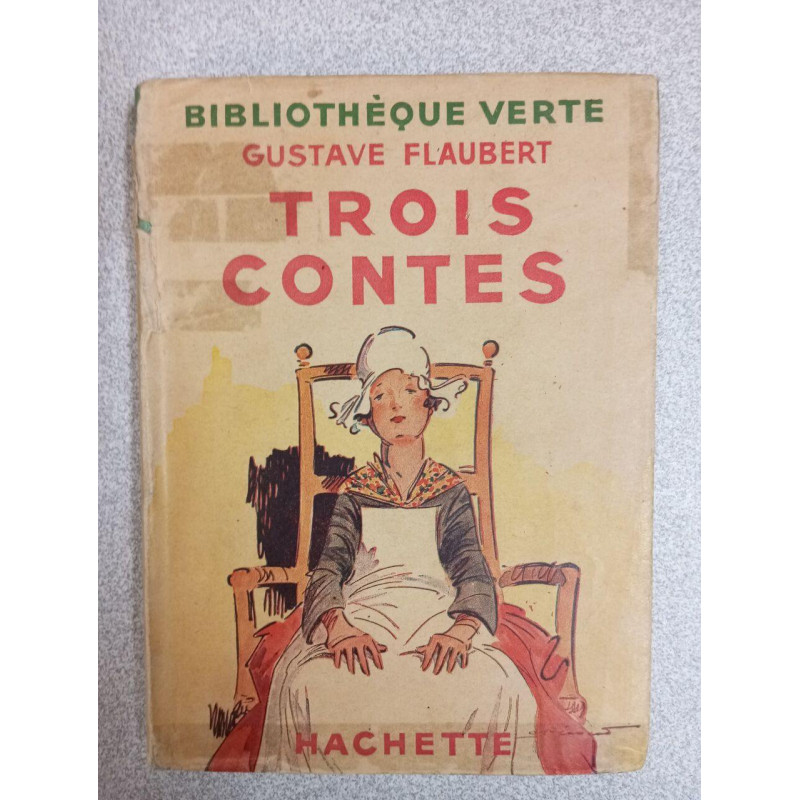 BIBLIOTHÈQUE VERTE
GUSTAVE FLAUBERT
TROIS
CONTES
HACHETTE